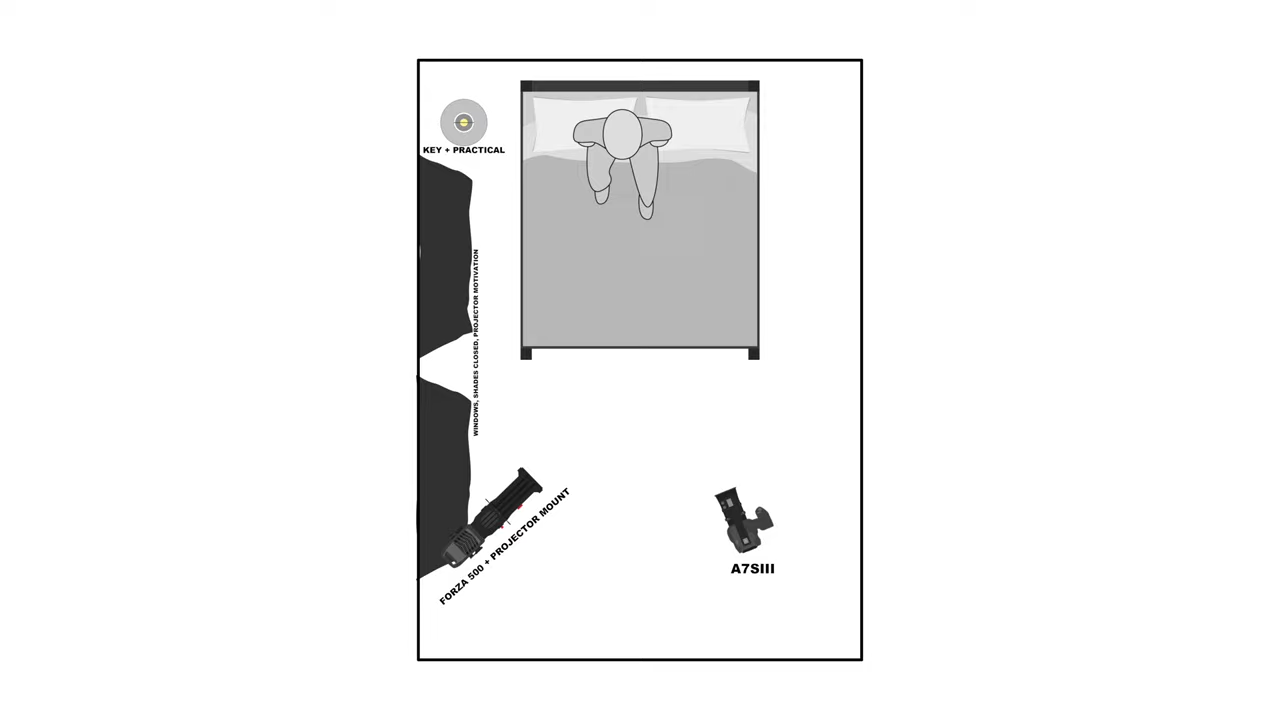 KEY + PRACTICAL
WINDOWS, SHADES CLOSED, PROJECTOR MOTIVATION
FORZA 500 + PROJECTOR MOUNT
A7SIII